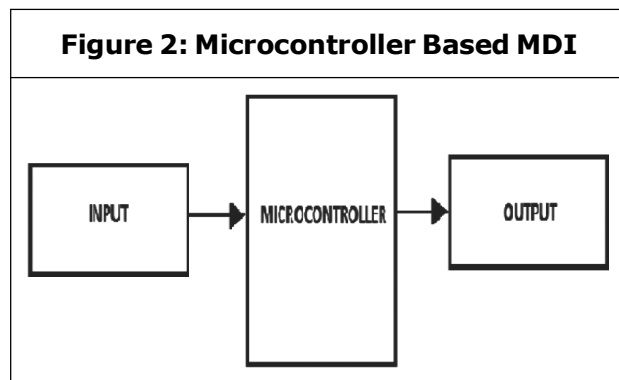 Figure 2: Microcontroller Based MDI
INPUT
MICROCONTROLLER
OUTPUT